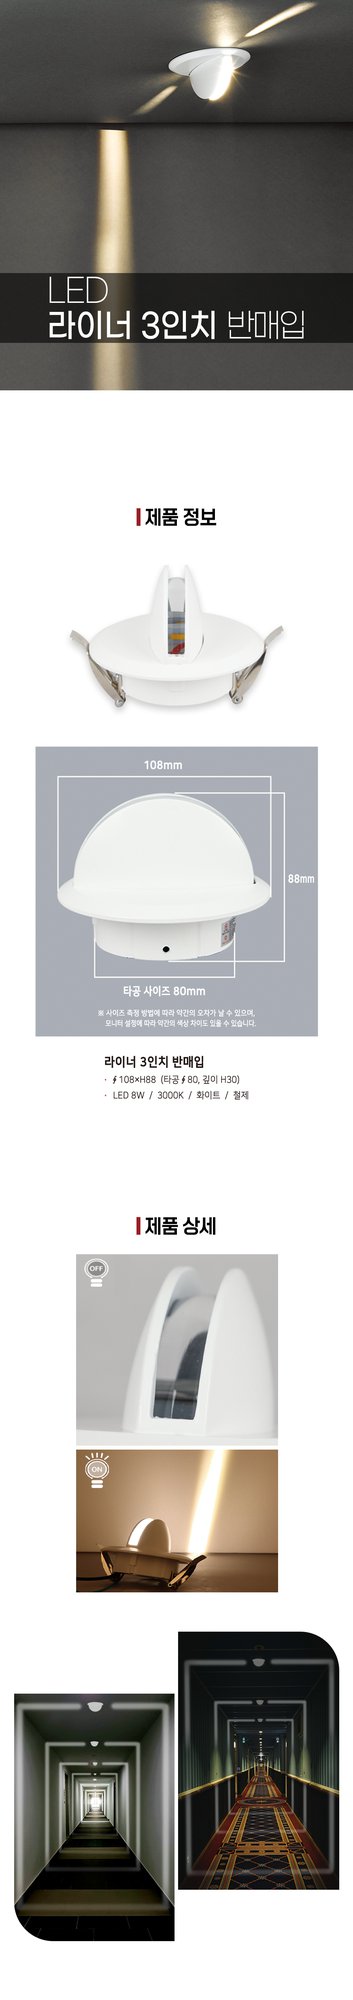 LED
라이너 3인치 반매입
제품 정보
108mm
88mm
타공 사이즈 80mm
※ 사이즈 측정 방법에 따라 약간의 오차가 날 수 있으며,
모니터 설정에 따라 약간의 색상 차이도 있을 수 있습니다.
라이너 3인치 반매입
· ∮108×H88 (타공∮80, 깊이 H30)
· LED 8W / 3000K / 화이트 / 철제
제품 상세
OFF
ON